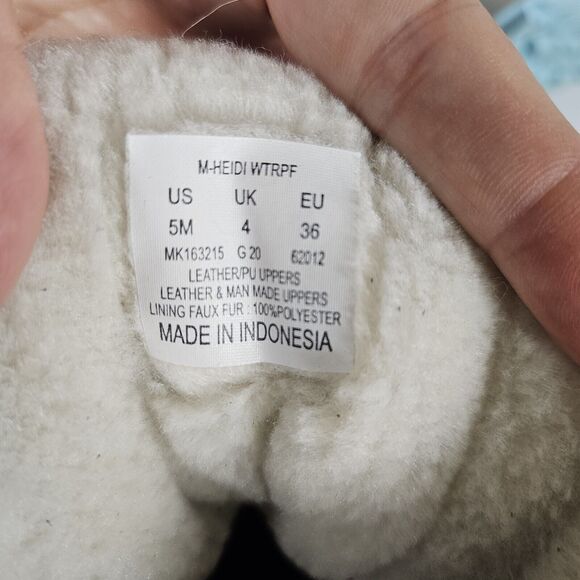 M-HEIDI WTRPF
US UK EU
5M 4 36
MK163215 G 20 62012
LEATHER/PU UPPERS
LEATHER & MAN MADE UPPERS
LINING FAUX FUR : 100%POLYESTER
MADE IN INDONESIA